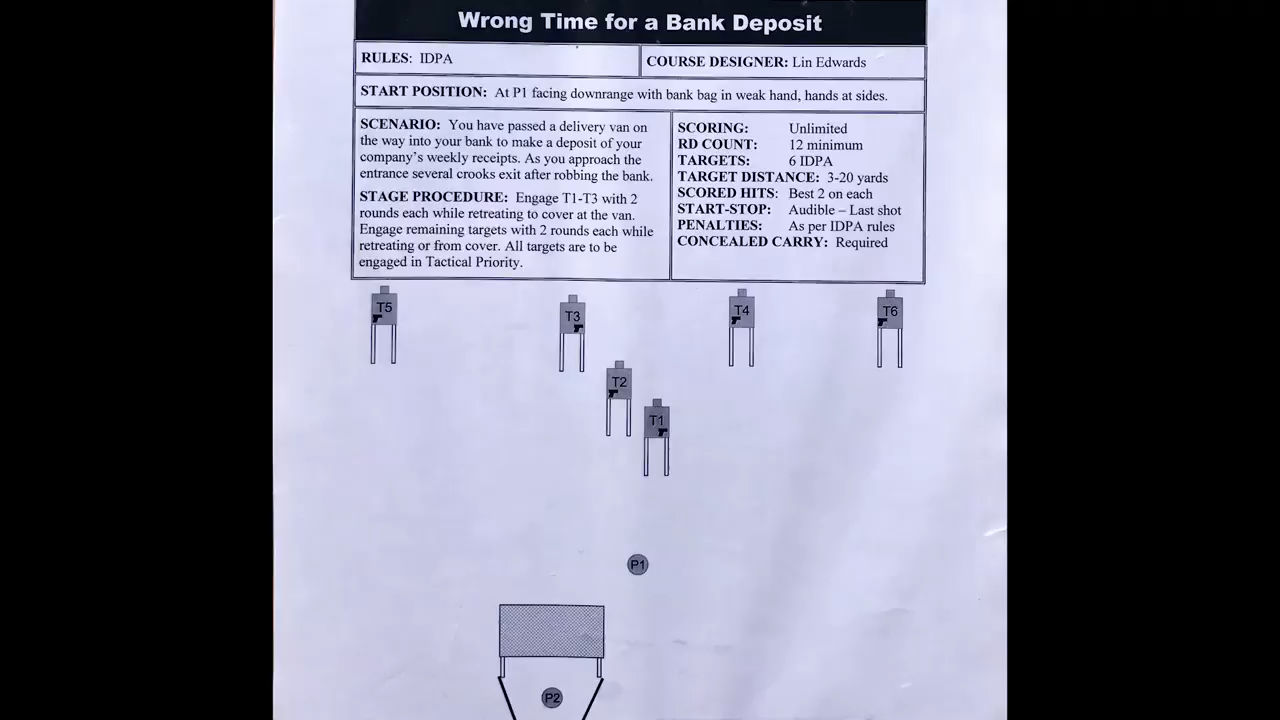 Wrong Time for a Bank Deposit
RULES: IDPA
COURSE DESIGNER: Lin Edwards
START POSITION: At P1 facing downrange with bank bag in weak hand, hands at sides.
SCENARIO: You have passed a delivery van on
the way into your bank to make a deposit of your
company's weekly receipts. As you approach the
entrance several crooks exit after robbing the bank.
STAGE PROCEDURE: Engage T1-T3 with 2
rounds each while retreating to cover at the van.
Engage remaining targets with 2 rounds each while
retreating or from cover. All targets are to be
engaged in Tactical Priority.
SCORING: Unlimited
RD COUNT: 12 minimum
TARGETS: 6 IDPA
TARGET DISTANCE: 3-20 yards
SCORED HITS: Best 2 on each
START-STOP: Audible – Last shot
PENALTIES: As per IDPA rules
CONCEALED CARRY: Required
T5
T3
T4
T6
T2
T1
P1
P2